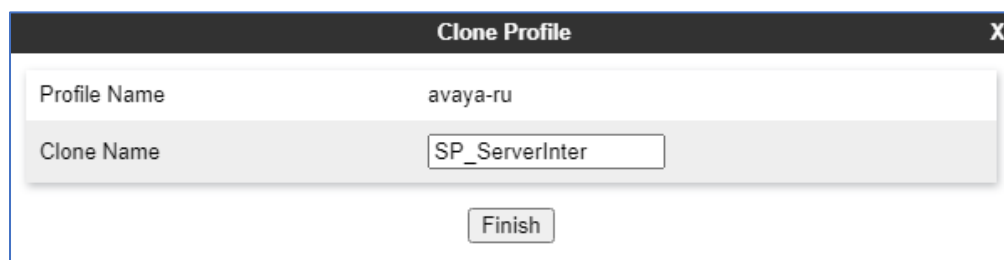 Clone Profile X
Profile Name avaya-ru
Clone Name SP_ServerInter
Finish